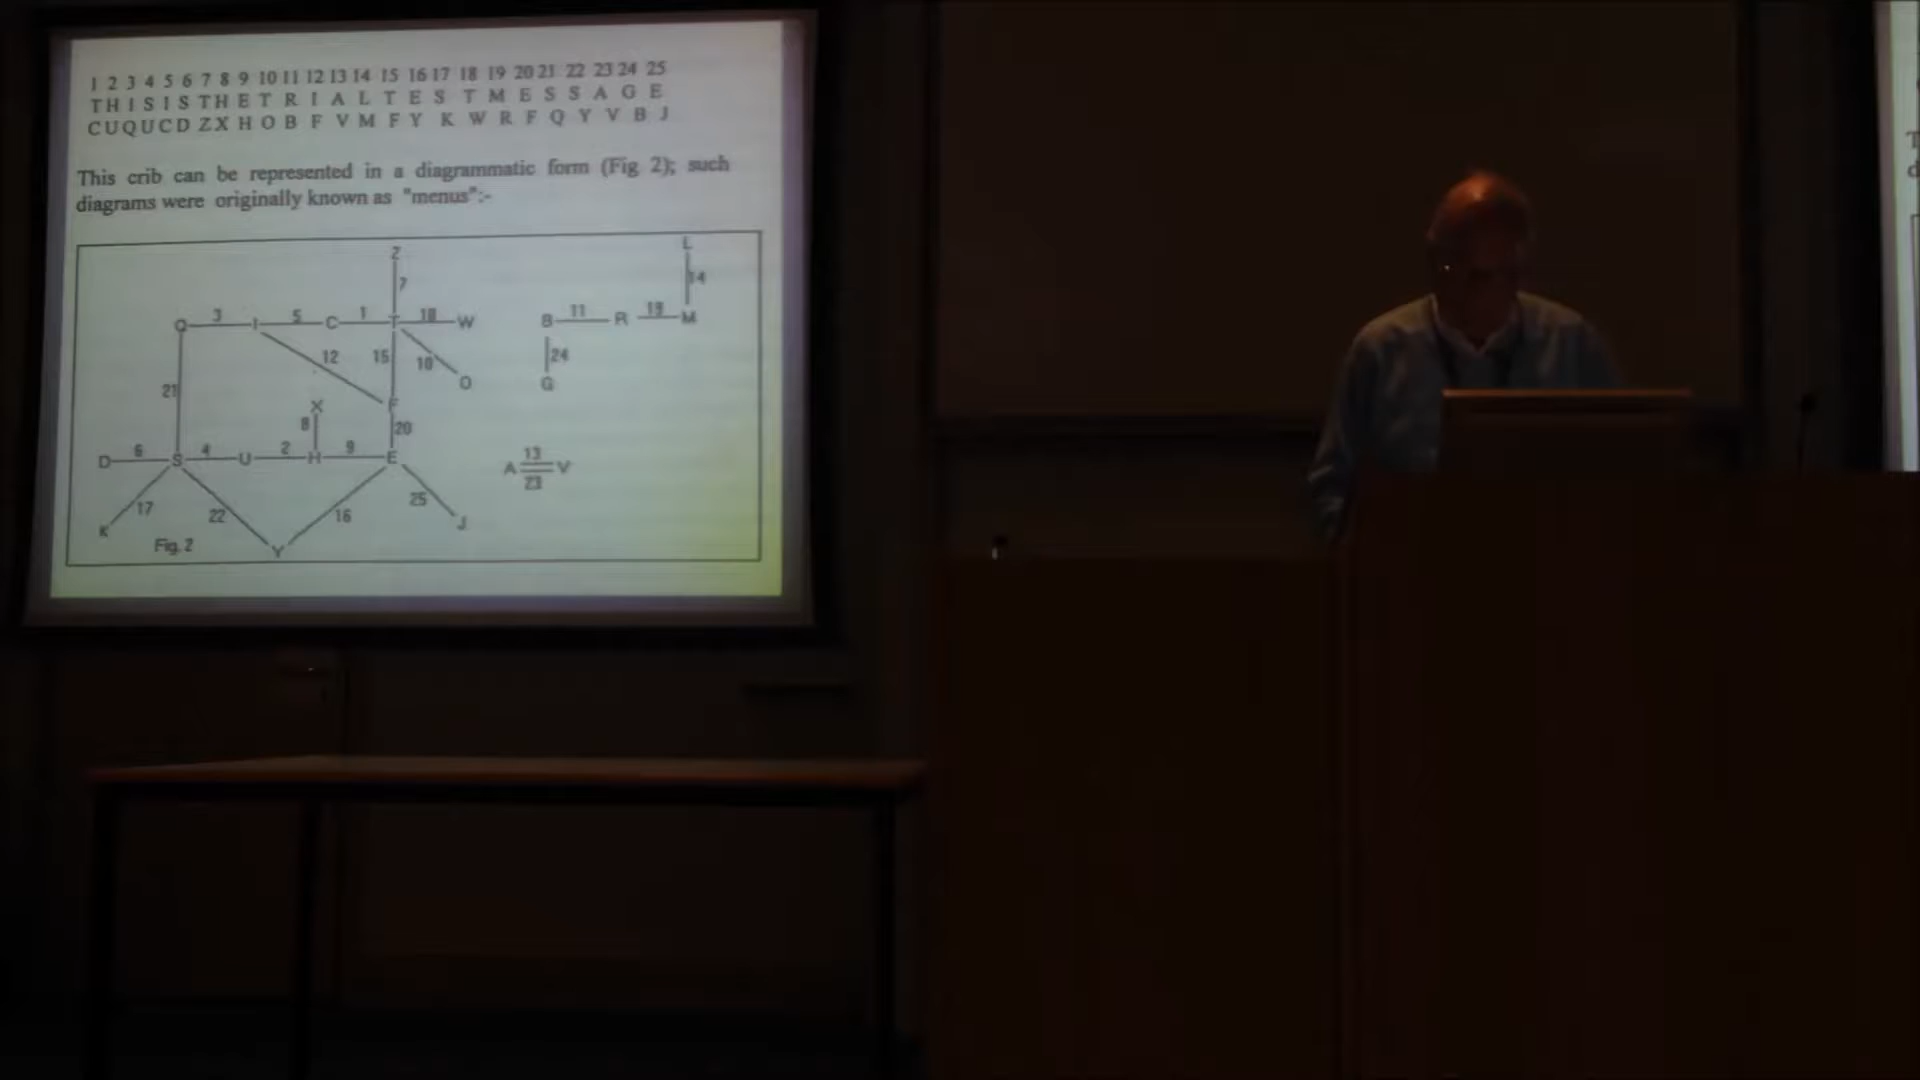 1 2 3 4 5 6 7 8 9 10 11 12 13 14 15 16 17 18 19 20 21 22 23 24 25
T H I S I S T H E T R I A L T E S T M E S S A G E
C U Q U C D Z X H O B F V M F Y K W R F Q Y V B J
This crib can be represented in a diagrammatic form (Fig 2); such
diagrams were originally known as "menus":-
Z L
7 14
Q 3 I 5 C 1 T 18 W B 11 R 19 M
12 15 10 24
21 O G
X F
8 20
D 6 S 4 U 2 H 9 E A 13 V
23
17 22 16 25
K J
Fig. 2 Y